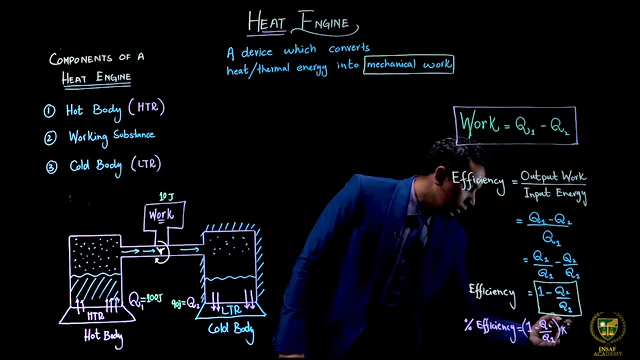 HEAT ENGINE
COMPONENTS OF A
HEAT ENGINE
① Hot Body (HTR)
② Working Substance
③ Cold Body (LTR)
A device which converts
heat/thermal energy into mechanical work
Work = Q₁ - Q₂
Efficiency = Output Work / Input Energy
= Q₁ - Q₂ / Q₁
= Q₁/Q₁ - Q₂/Q₁
Efficiency = 1 - Q₂/Q₁
% Efficiency = (1 - Q₂/Q₁)
10J
Work
Q₁=100J
90J=Q₂
HTR
LTR
Hot Body
Cold Body
INSAF
ACADEMY